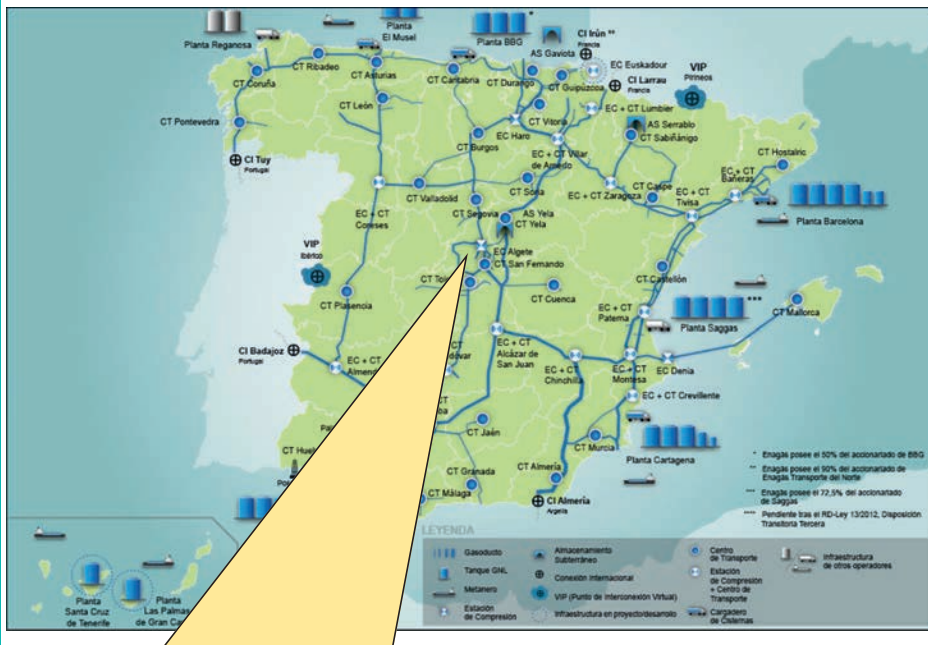 Planta Reganosa
Planta
El Musel
Planta BBG
*
AS Gaviota
CI Irún **
Francia
EC Euskadour
CI Larrau
Francia
VIP
Pirineos
CT Coruña
CT Ribadeo
CT Asturias
CT Cantabria
CT Durango
CT Guipúzcoa
CT León
CT Vitoria
EC + CT Lumbier
AS Serrablo
CT Sabiñánigo
CT Pontevedra
CT Burgos
EC Haro
EC + CT Villar
de Arnedo
CT Hostalric
CI Tuy
Portugal
CT Soria
CT Valladolid
EC + CT Zaragoza
CT Caspe
EC + CT
Tivisa
EC + CT
Bañeras
Planta Barcelona
EC + CT
Coreses
CT Segovia
AS Yela
CT Yela
VIP
Ibérico
EC Algete
CT San Fernando
CT Plasencia
CT Cuenca
CT Castellón
EC + CT
Paterna
Planta Saggas
***
CT Mallorca
CI Badajoz
Portugal
EC + CT
EC + CT
Alcázar de
San Juan
EC + CT
Chinchilla
EC + CT
Montesa
EC Denia
EC + CT Crevillente
CT Jaén
CT Murcia
Planta Cartagena
CT Granada
CT Almería
CT Málaga
CI Almería
Argelia
* Enagás posee el 50% del accionariado de BBG
** Enagás posee el 90% del accionariado de
Enagás Transporte del Norte
*** Enagás posee el 72,5% del accionariado
de Saggas
**** Pendiente tras el RD-Ley 13/2012, Disposición
Transitoria Tercera
Planta
Santa Cruz
de Tenerife
Planta
Las Palmas
de Gran
LEYENDA
Gasoducto
Tanque GNL
Metanero
Estación
de Compresión
Almacenamiento
Subterráneo
Conexión Internacional
VIP (Punto de Interconexión Virtual)
Infraestructura en proyecto/desarrollo
Centro
de Transporte
Estación
de Compresión
+ Centro de
Transporte
Cargadero
de Cisternas
Infraestructura
de otros operadores